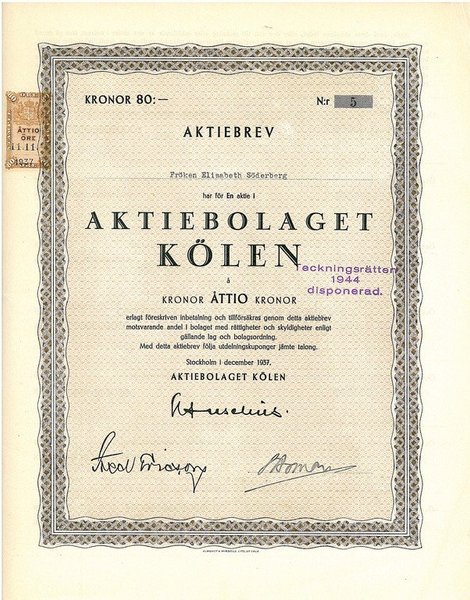 KRONOR 80:—
N:r 5
AKTIEBREV
ÅTTIO
ÖRE
11.11
1937
Fröken Elisabeth Söderberg
har för En aktie i
AKTIEBOLAGET
KÖLEN
Teckningsrätten
1944
disponerad.
à
KRONOR ÅTTIO KRONOR
erlagt föreskriven inbetalning och tillförsäkras genom detta aktiebrev
motsvarande andel i bolaget med rättigheter och skyldigheter enligt
gällande lag och bolagsordning.
Med detta aktiebrev följa utdelningskuponger jämte talong.
Stockholm i december 1937.
AKTIEBOLAGET KÖLEN